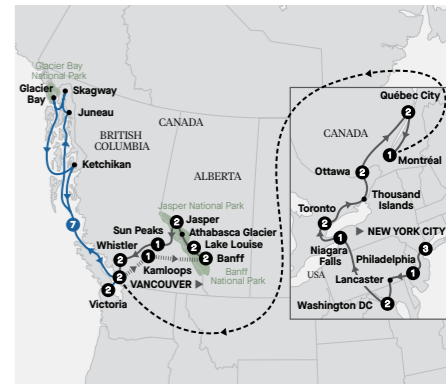 Glacier Bay
National Park
Glacier
Bay
Skagway
Juneau
Ketchikan
BRITISH
COLUMBIA
CANADA
ALBERTA
Jasper National Park
7
2
Jasper
Sun Peaks
1
Athabasca Glacier
Whistler
2
2
Lake Louise
2
1
2
Banff
Kamloops
Banff
National Park
VANCOUVER
2
Victoria
Québec City
2
CANADA
1
Montréal
Ottawa
2
Thousand
Islands
Toronto
2
1
NEW YORK CITY
Niagara
Falls
3
Philadelphia
USA
1
Lancaster
2
Washington DC